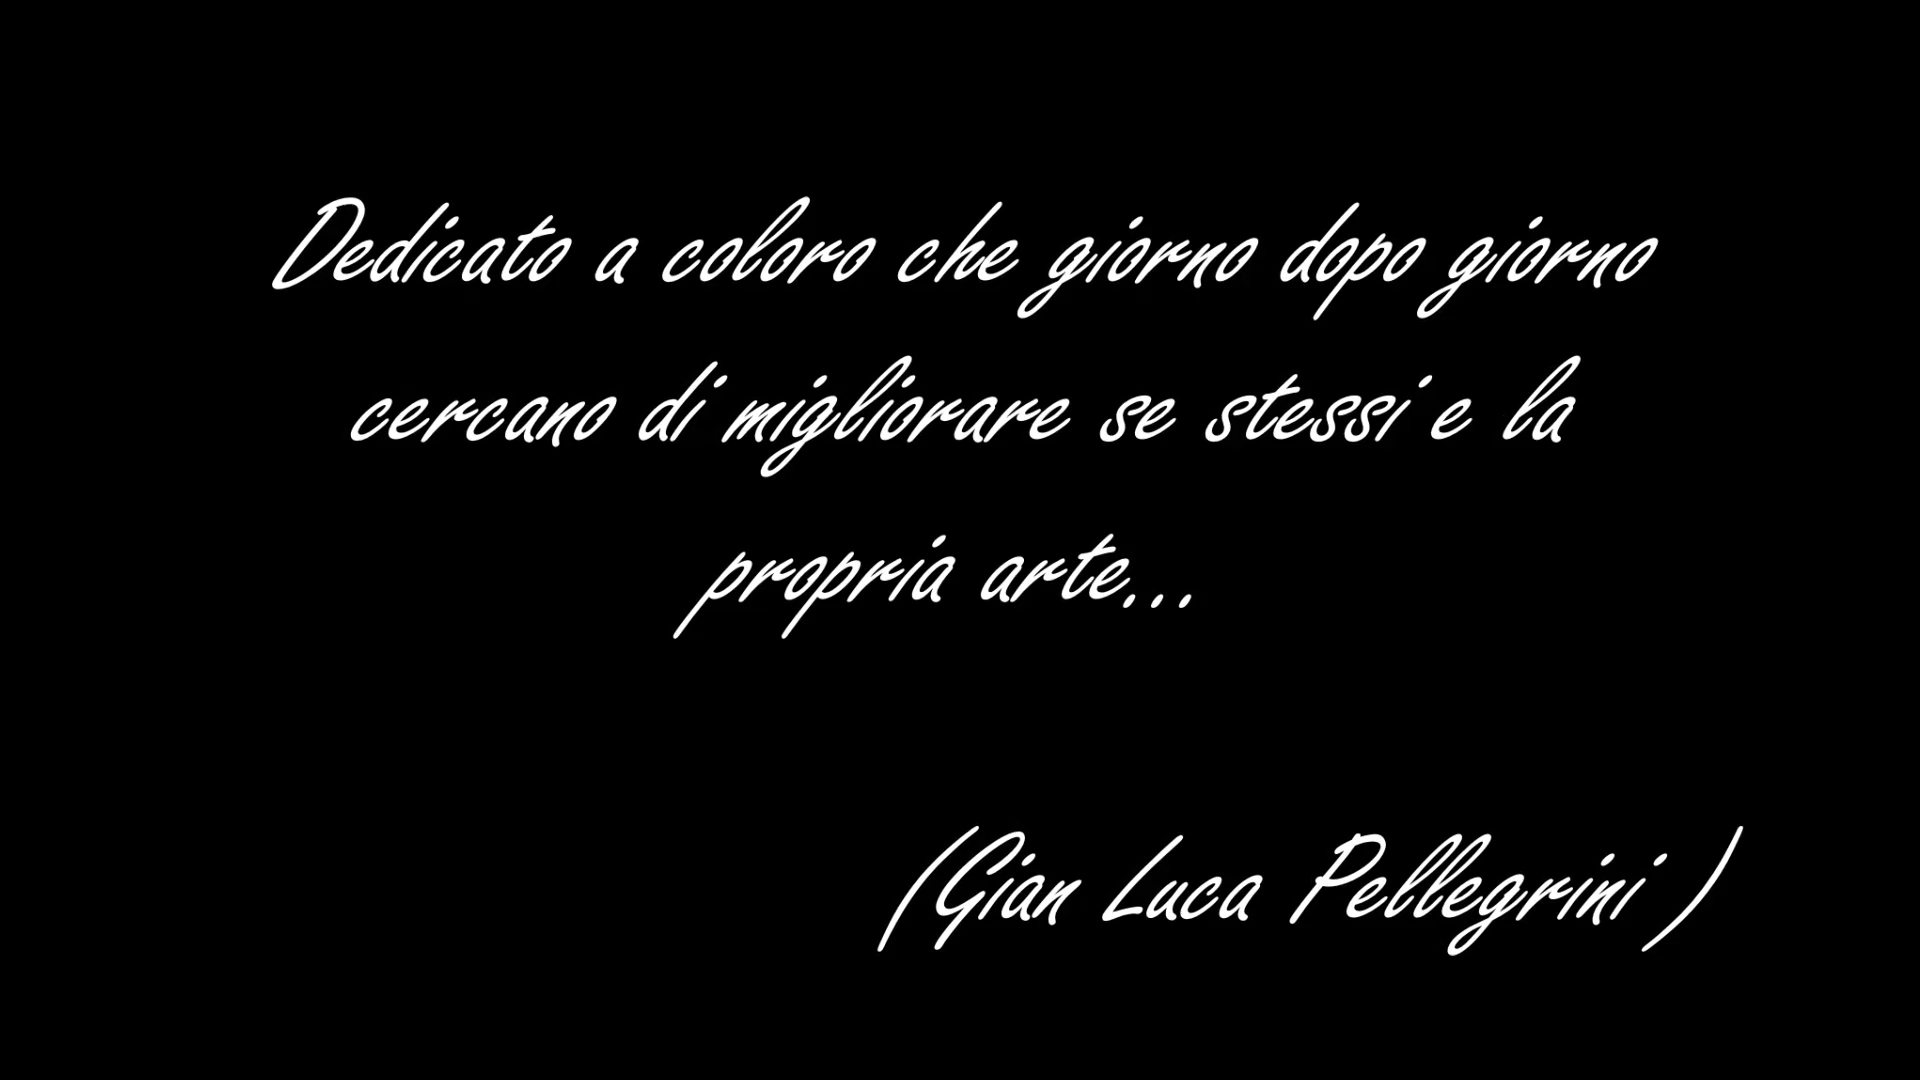 Dedicato a coloro che giorno dopo giorno
cercano di migliorare se stessi e la
propria arte...
(Gian Luca Pellegrini )